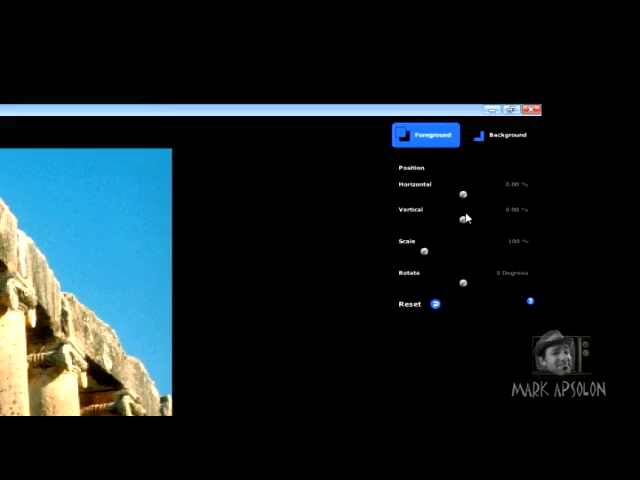 Foreground
Background
Position
Horizontal 0.00 %
Vertical 0.00 %
Scale 100 %
Rotate 0 Degrees
Reset
?
MARK APSOLON